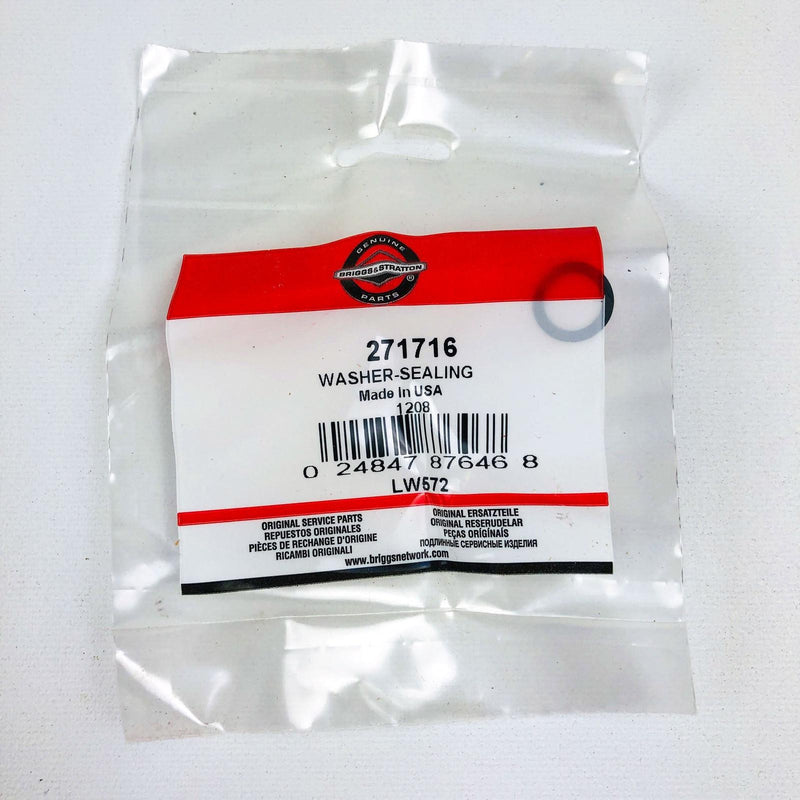 GENUINE
BRIGGS&STRATTON
®
PARTS
271716
WASHER-SEALING
Made In USA
1208
0 24847 87646 8
LW572
ORIGINAL SERVICE PARTS
REPUESTOS ORIGINALES
PIÈCES DE RECHANGE D'ORIGINE
RICAMBI ORIGINALI
ORIGINAL ERSATZTEILE
ORIGINAL RESERUDELAR
PEÇAS ORIGÍNAIS
ПОДЛИННЫЕ СЕРВИСНЫЕ ИЗДЕЛИЯ
www.briggsnetwork.com